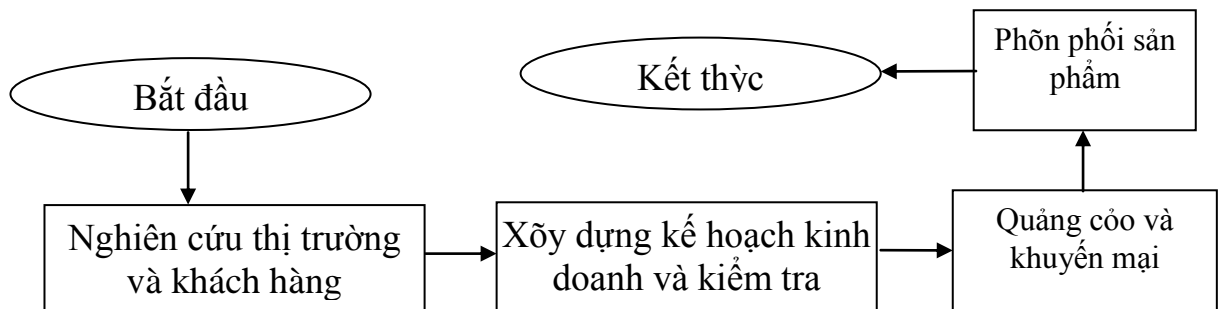 Bắt đầu
Nghiên cứu thị trường
và khách hàng
Xõy dựng kế hoạch kinh
doanh và kiểm tra
Quảng cỏo và
khuyến mại
Phõn phối sản
phẩm
Kết thỳc